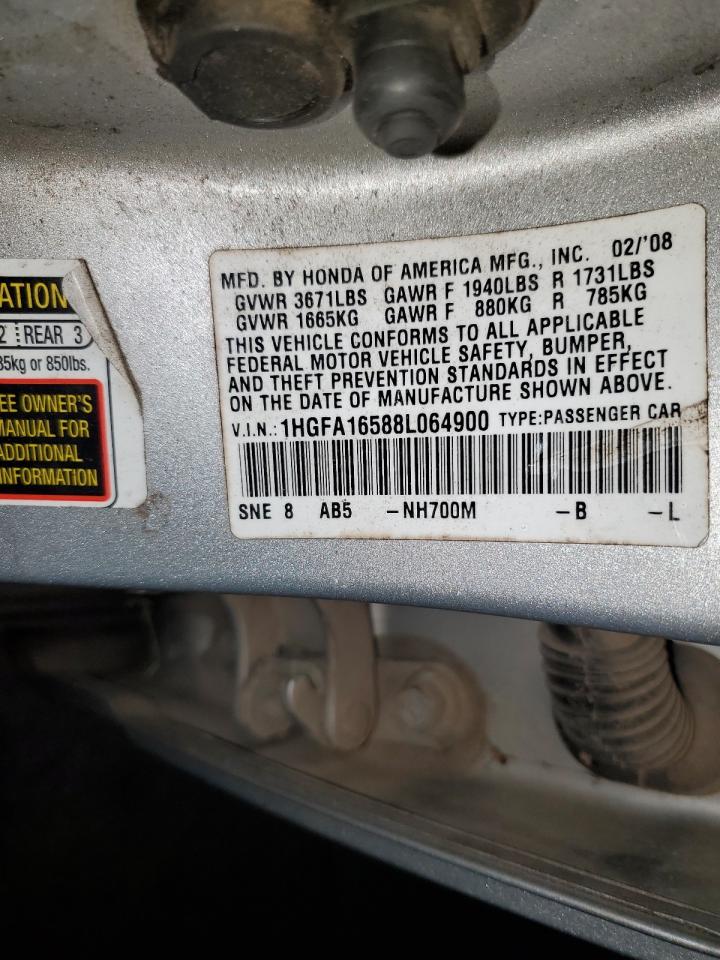 MFD. BY HONDA OF AMERICA MFG., INC. 02/'08
GVWR 3671LBS GAWR F 1940LBS R 1731LBS
GVWR 1665KG GAWR F 880KG R 785KG
THIS VEHICLE CONFORMS TO ALL APPLICABLE
FEDERAL MOTOR VEHICLE SAFETY, BUMPER,
AND THEFT PREVENTION STANDARDS IN EFFECT
ON THE DATE OF MANUFACTURE SHOWN ABOVE.
V.I.N.: 1HGFA16588L064900 TYPE:PASSENGER CAR
SNE 8 AB5 -NH700M -B -L
ATION
2 REAR 3
85kg or 850lbs.
EE OWNER'S
MANUAL FOR
ADDITIONAL
INFORMATION